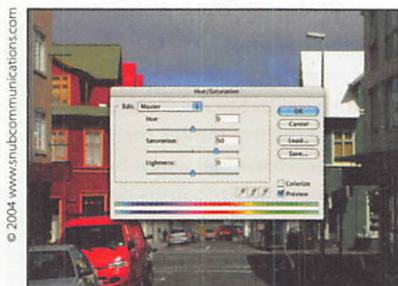 © 2004 www.snubcommunications.com
Hue/Saturation
Edit: Master
Hue: 0
Saturation: 50
Lightness: 0
OK
Cancel
Load...
Save...
Colorize
Preview